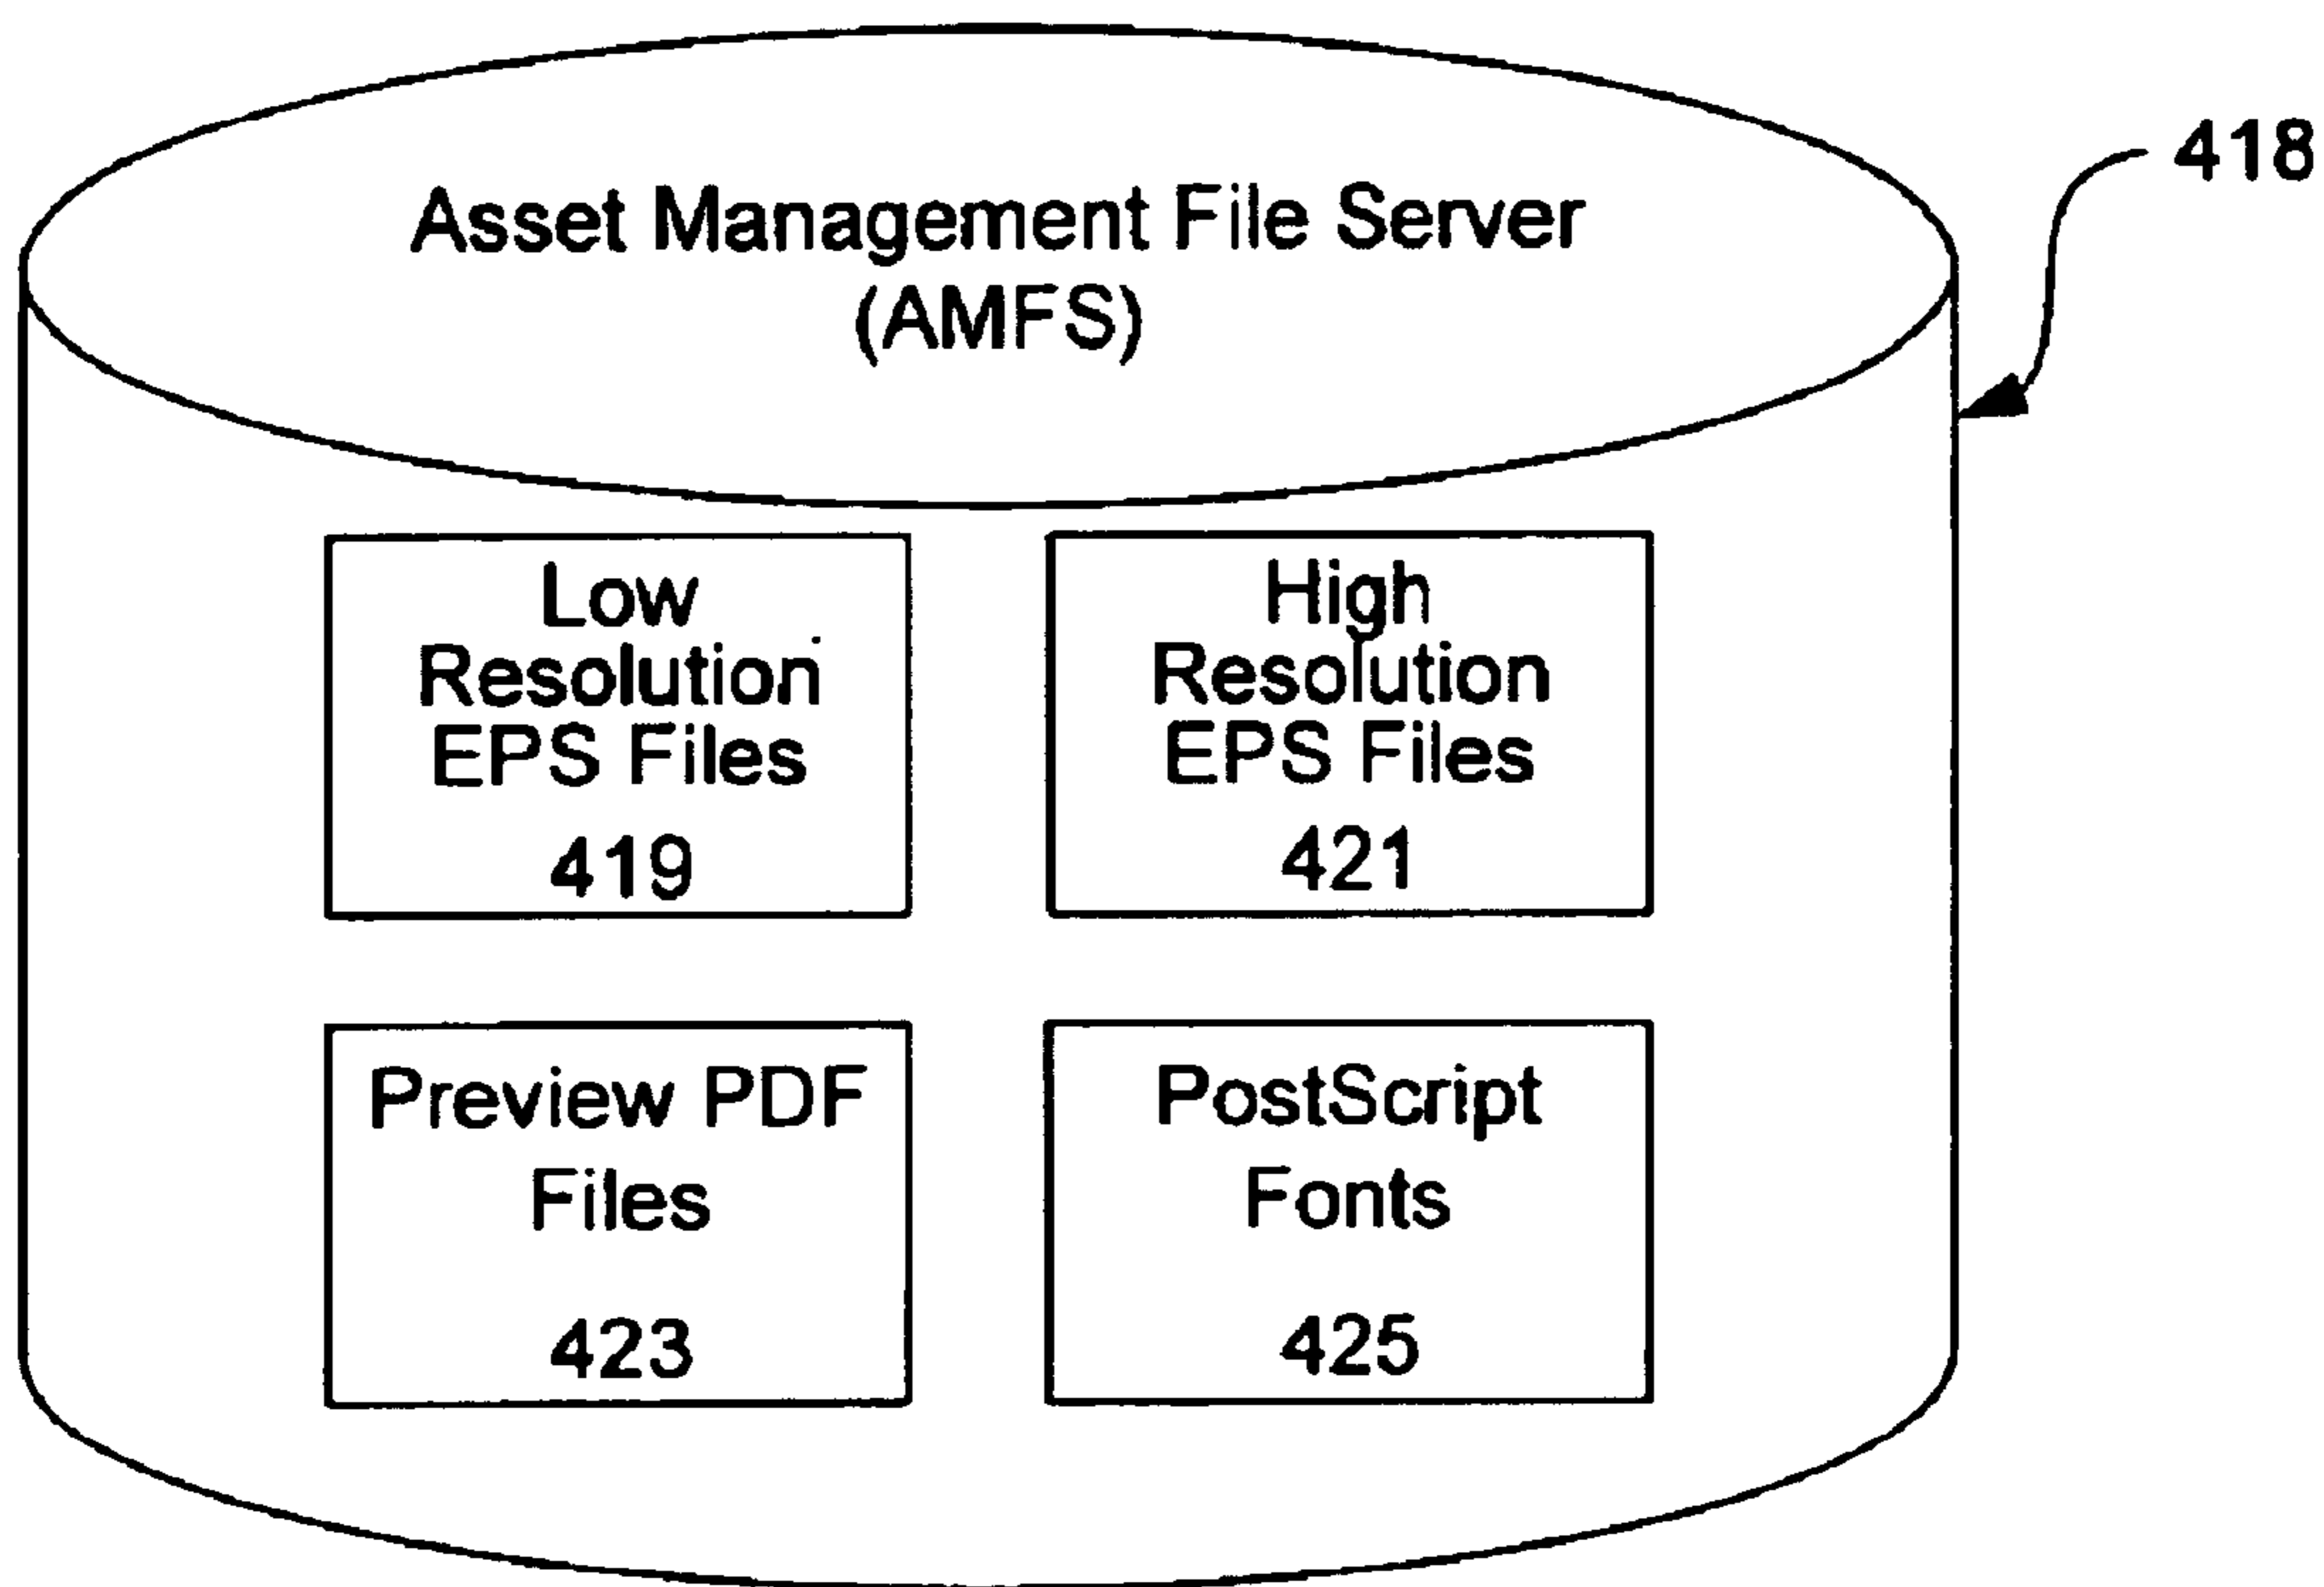 Asset Management File Server
(AMFS)
418
Low
Resolution
EPS Files
419
High
Resolution
EPS Files
421
Preview PDF
Files
423
PostScript
Fonts
425